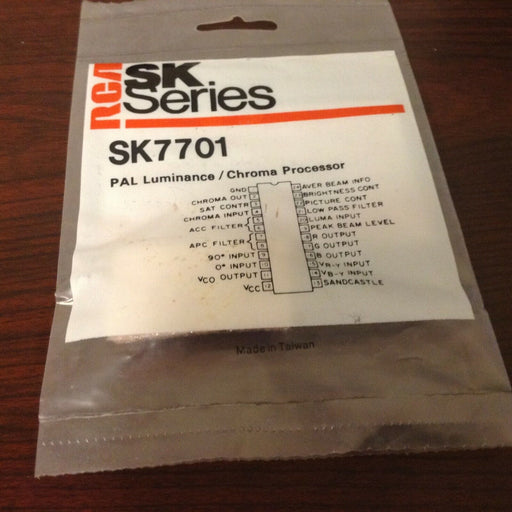 RCA SK
Series
SK7701
PAL Luminance / Chroma Processor
GND
CHROMA OUT
SAT CONTR
CHROMA INPUT
ACC FILTER
APC FILTER
90° INPUT
0° INPUT
VCO OUTPUT
VCC
AVER BEAM INFO
BRIGHTNESS CONT
PICTURE CONT
LOW PASS FILTER
LUMA INPUT
PEAK BEAM LEVEL
R OUTPUT
G OUTPUT
B OUTPUT
VR-Y INPUT
VB-Y INPUT
SANDCASTLE
Made in Taiwan